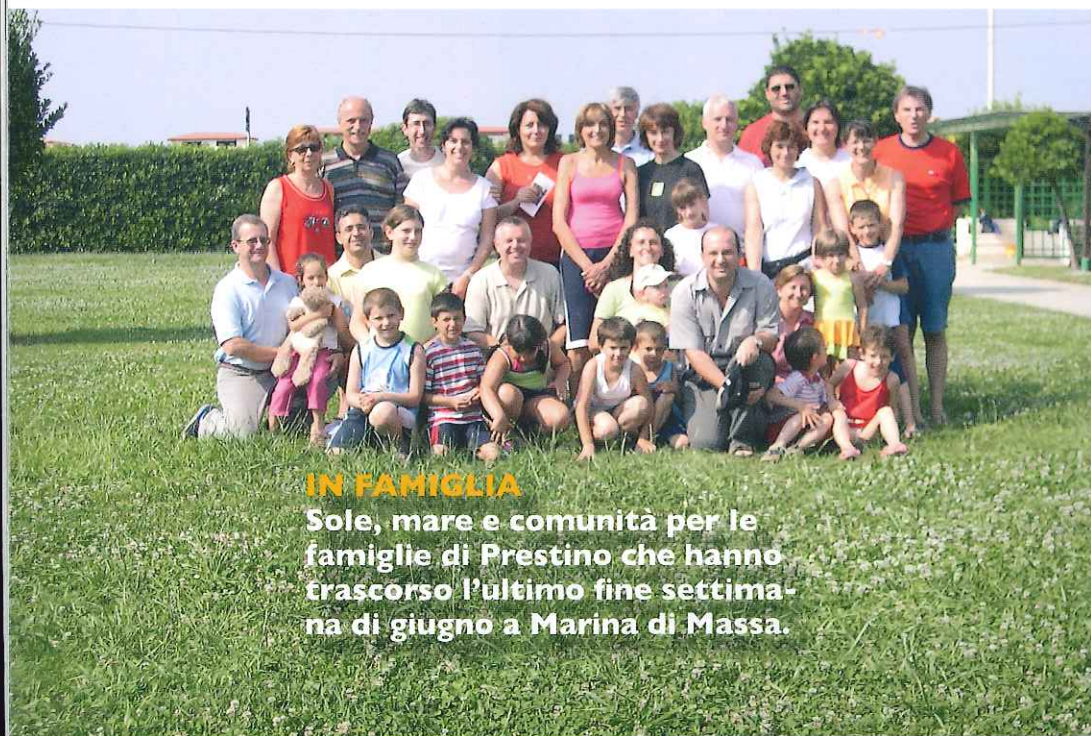 IN FAMIGLIA
Sole, mare e comunità per le
famiglie di Prestino che hanno
trascorso l'ultimo fine settima-
na di giugno a Marina di Massa.